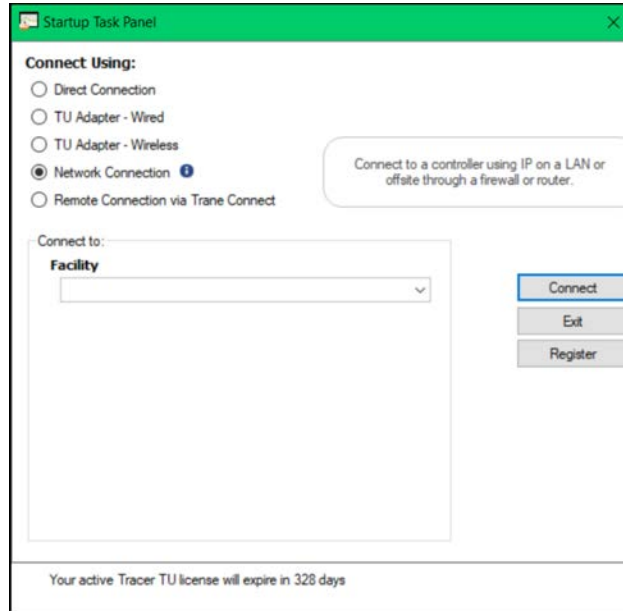 Startup Task Panel
Connect Using:
Direct Connection
TU Adapter - Wired
TU Adapter - Wireless
Network Connection
Remote Connection via Trane Connect
Connect to a controller using IP on a LAN or
offsite through a firewall or router.
Connect to:
Facility
Connect
Exit
Register
Your active Tracer TU license will expire in 328 days